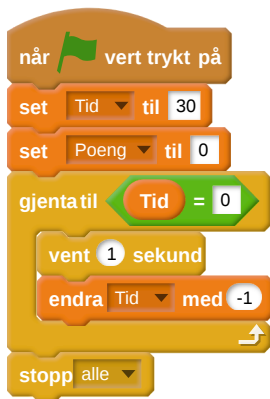 når vert trykt på
set Tid til 30
set Poeng til 0
gjenta til Tid = 0
vent 1 sekund
endra Tid med -1
stopp alle